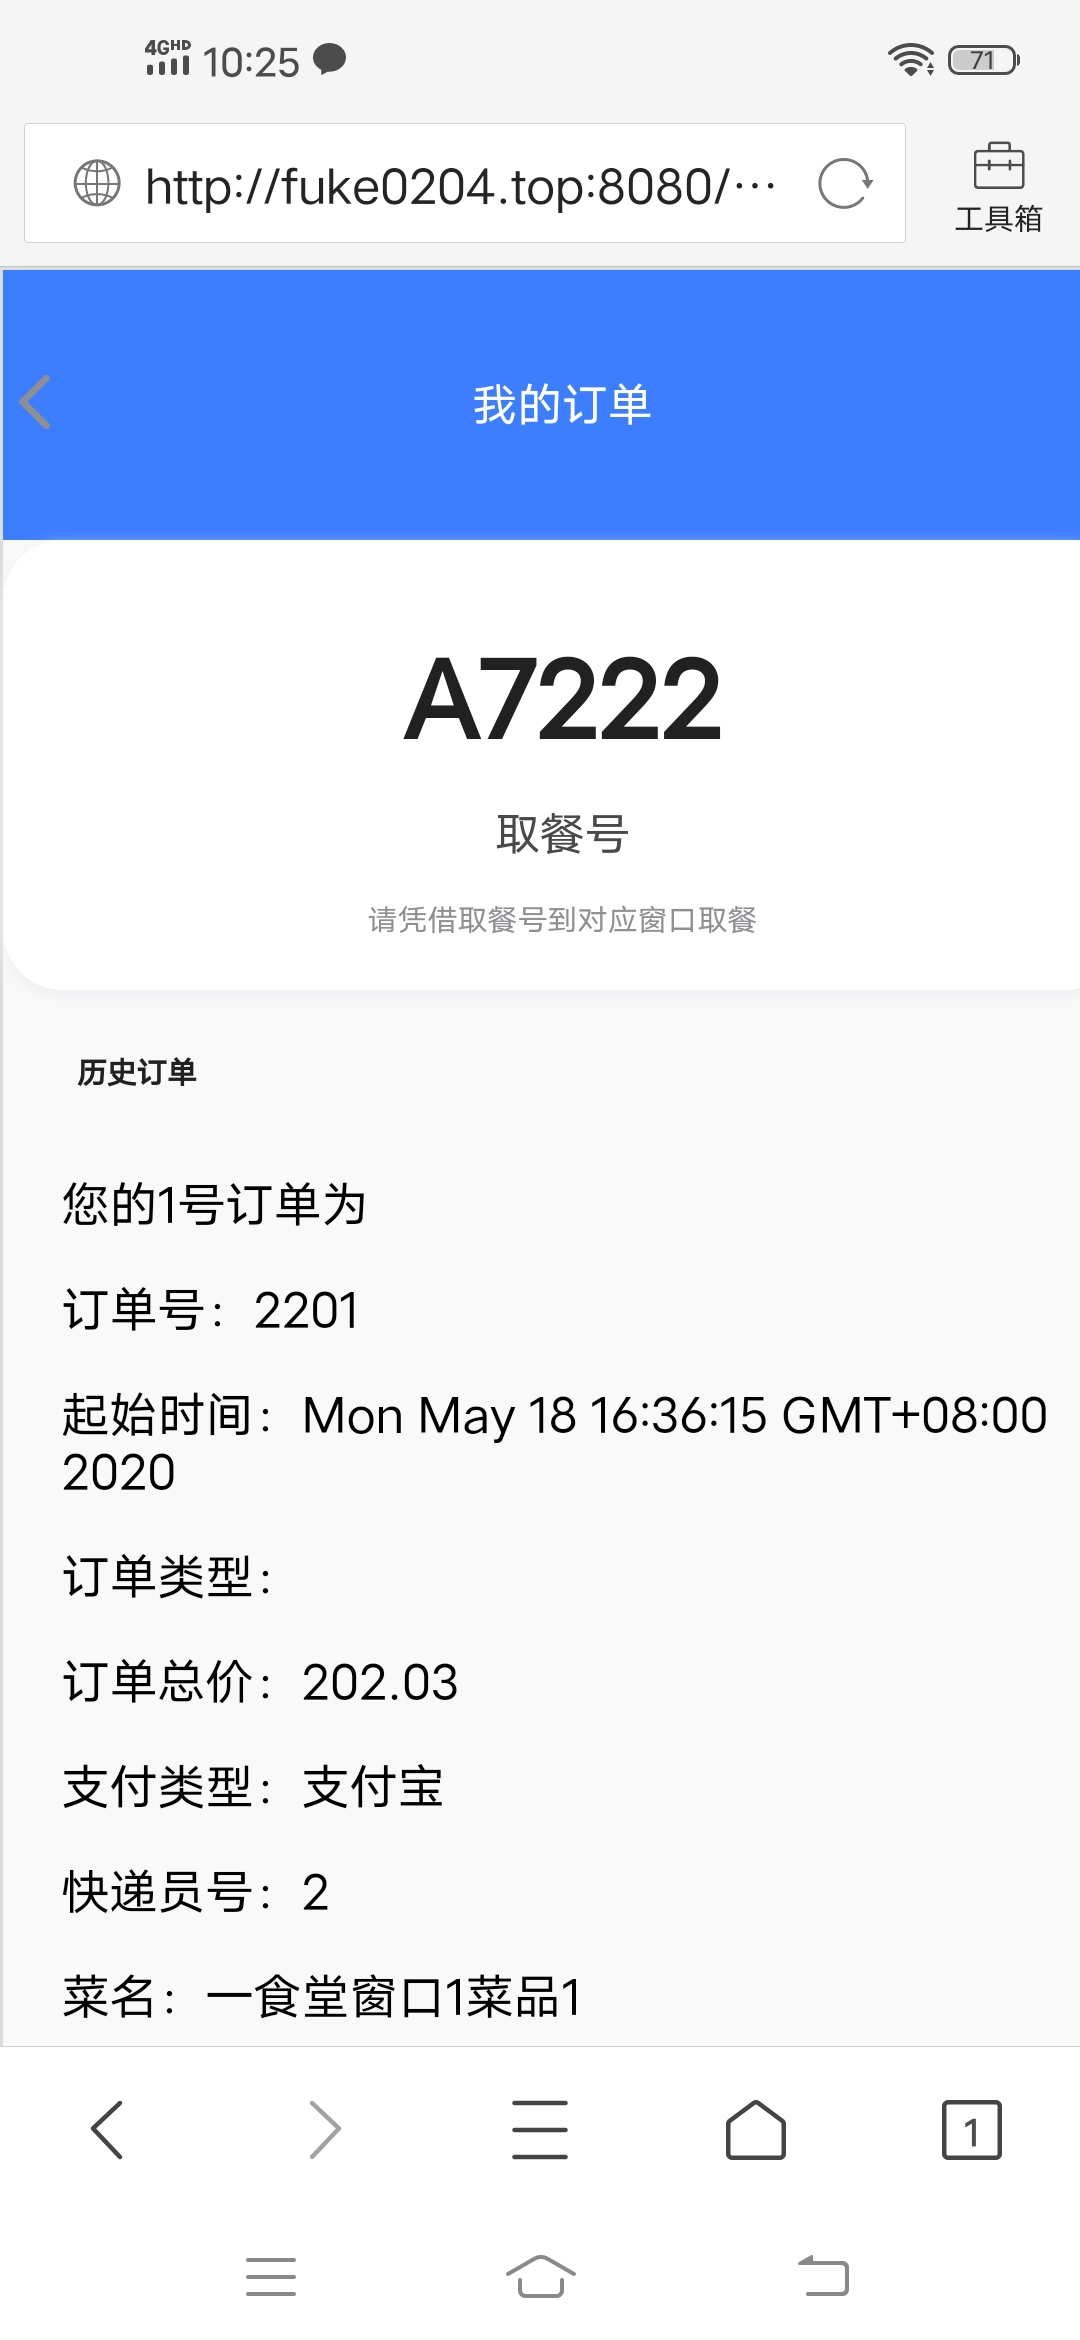 4GHD 10:25 71
http://fuke0204.top:8080/···
工具箱
我的订单
A7222
取餐号
请凭借取餐号到对应窗口取餐
历史订单
您的1号订单为
订单号：2201
起始时间：Mon May 18 16:36:15 GMT+08:00
2020
订单类型：
订单总价：202.03
支付类型：支付宝
快递员号：2
菜名：一食堂窗口1菜品1
1